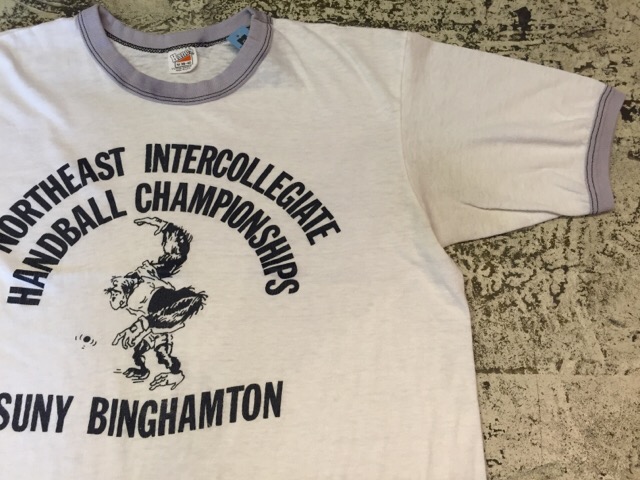 NORTHEAST INTERCOLLEGIATE
HANDBALL CHAMPIONSHIPS
SUNY BINGHAMTON